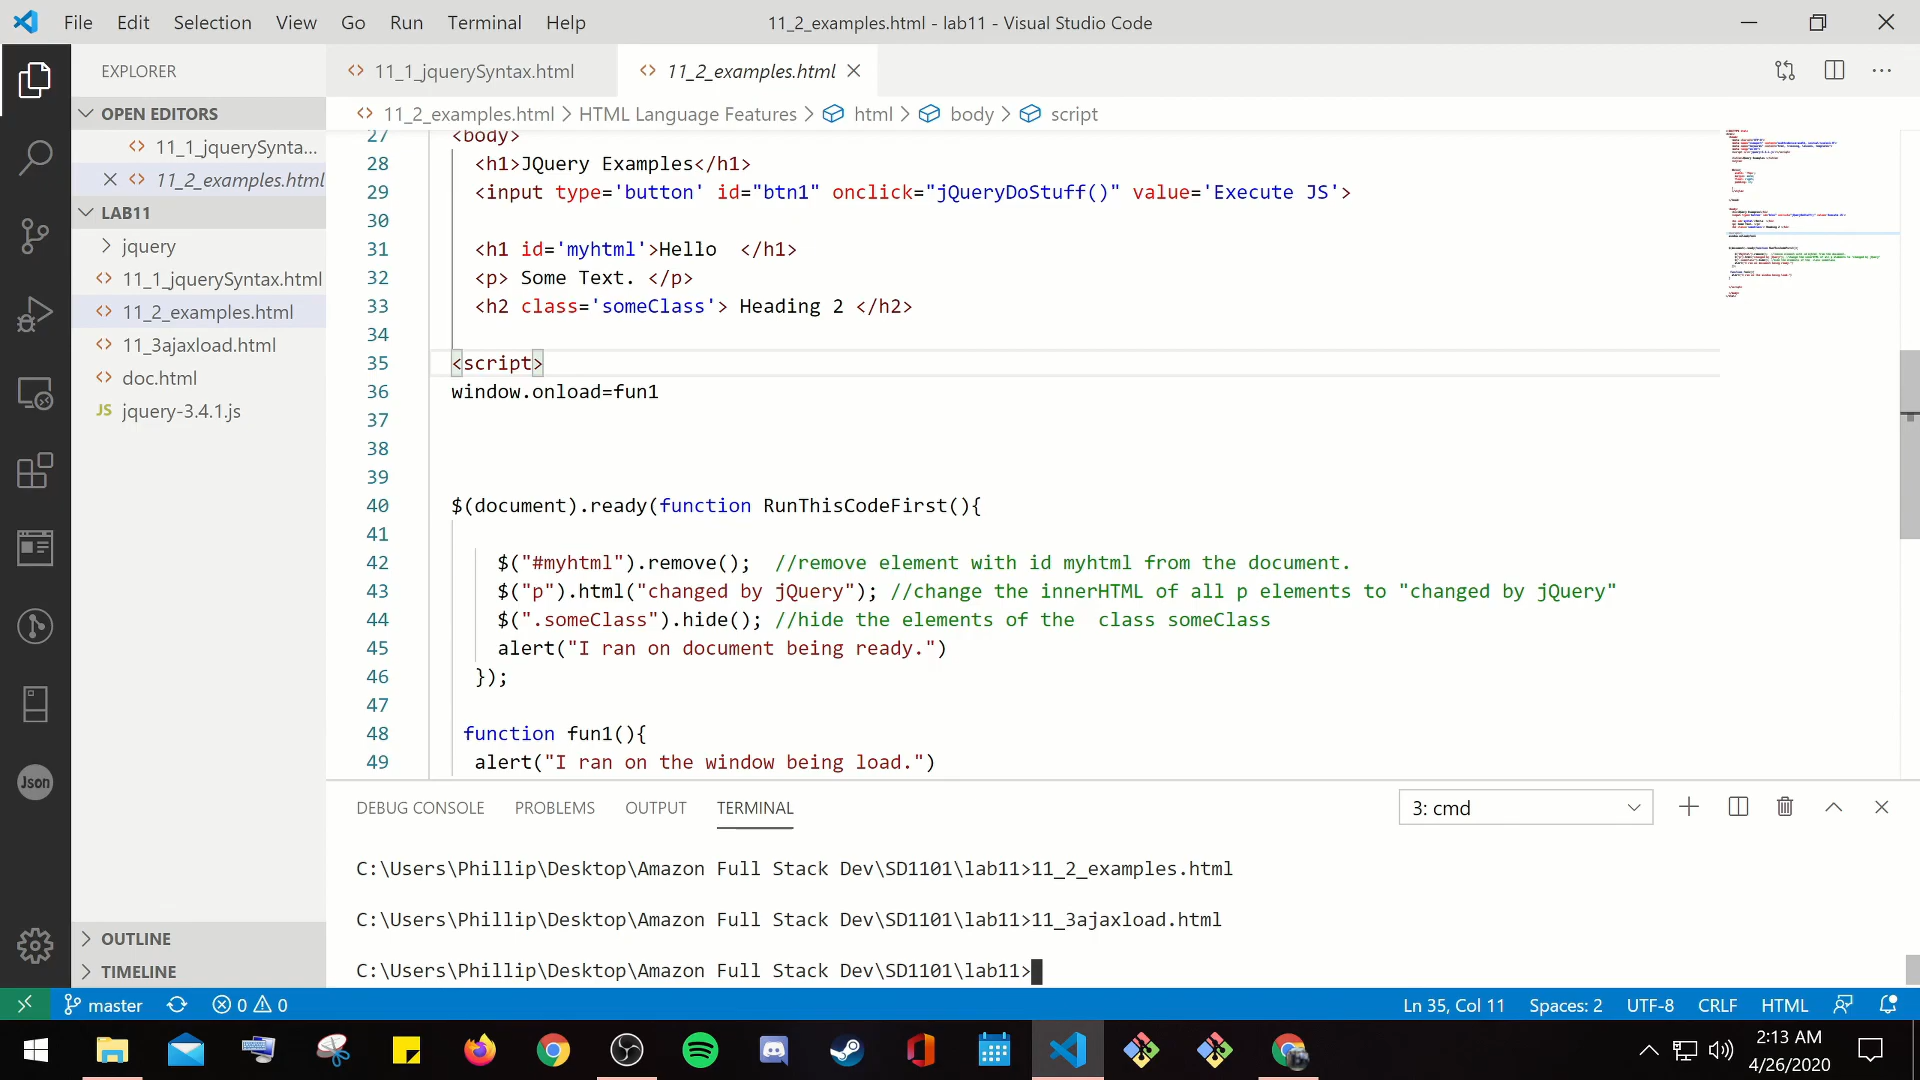 File Edit Selection View Go Run Terminal Help
11_2_examples.html - lab11 - Visual Studio Code
EXPLORER
OPEN EDITORS
11_1_jquerySynta...
11_2_examples.html
LAB11
jquery
11_1_jquerySyntax.html
11_2_examples.html
11_3ajaxload.html
doc.html
JS jquery-3.4.1.js
OUTLINE
TIMELINE
Json
11_1_jquerySyntax.html
11_2_examples.html
11_2_examples.html > HTML Language Features > html > body > script
27 <body>
28 <h1>JQuery Examples</h1>
29 <input type='button' id="btn1" onclick="jQueryDoStuff()" value='Execute JS'>
30
31 <h1 id='myhtml'>Hello  </h1>
32 <p> Some Text. </p>
33 <h2 class='someClass'> Heading 2 </h2>
34
35 <script>
36 window.onload=fun1
37
38
39
40 $(document).ready(function RunThisCodeFirst(){
41
42 $("#myhtml").remove();  //remove element with id myhtml from the document.
43 $("p").html("changed by jQuery"); //change the innerHTML of all p elements to "changed by jQuery"
44 $(".someClass").hide(); //hide the elements of the  class someClass
45 alert("I ran on document being ready.")
46 });
47
48 function fun1(){
49 alert("I ran on the window being load.")
DEBUG CONSOLE PROBLEMS OUTPUT TERMINAL
3: cmd
C:\Users\Phillip\Desktop\Amazon Full Stack Dev\SD1101\lab11>11_2_examples.html
C:\Users\Phillip\Desktop\Amazon Full Stack Dev\SD1101\lab11>11_3ajaxload.html
C:\Users\Phillip\Desktop\Amazon Full Stack Dev\SD1101\lab11>
master 0 0
Ln 35, Col 11 Spaces: 2 UTF-8 CRLF HTML
2:13 AM
4/26/2020